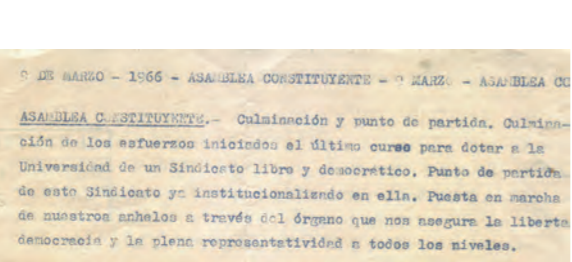 9 DE MARZO - 1966 - ASAMBLEA CONSTITUYENTE - 9 MARZO - ASAMBLEA CO
ASAMBLEA CONSTITUYENTE.- Culminación y punto de partida. Culmina-
ción de los esfuerzos iniciados el último curso para dotar a la
Universidad de un Sindicato libre y democrático. Punto de partida
de este Sindicato ya institucionalizado en ella. Puesta en marcha
de nuestros anhelos a través del órgano que nos asegura la liberta
democracia y la plena representatividad a todos los niveles.